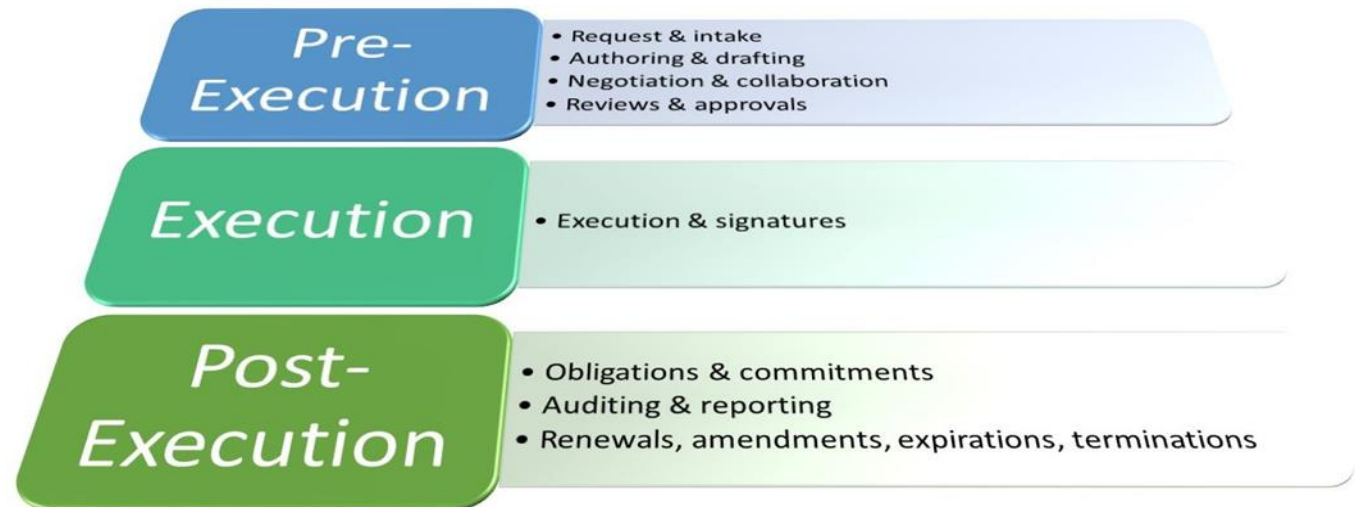 Pre-
Execution
• Request & intake
• Authoring & drafting
• Negotiation & collaboration
• Reviews & approvals
Execution
• Execution & signatures
Post-
Execution
• Obligations & commitments
• Auditing & reporting
• Renewals, amendments, expirations, terminations